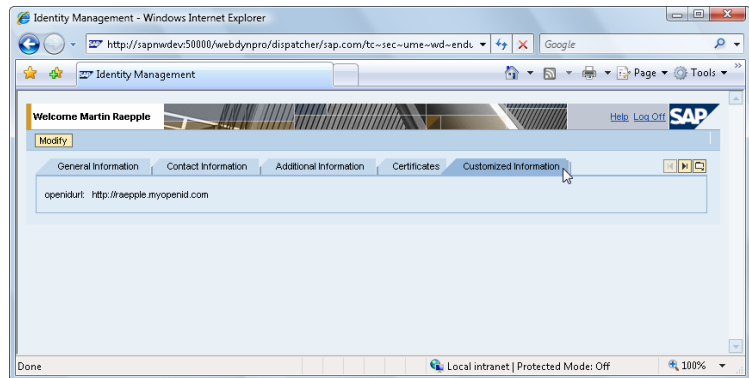 Identity Management - Windows Internet Explorer
http://sapnwdev:50000/webdynpro/dispatcher/sap.com/tc~sec~ume~wd~endu
Google
Identity Management
Page
Tools
Welcome Martin Raepple
Help Log Off SAP
Modify
General Information Contact Information Additional Information Certificates Customized Information
openidurl: http://raepple.myopenid.com
Done
Local intranet | Protected Mode: Off
100%